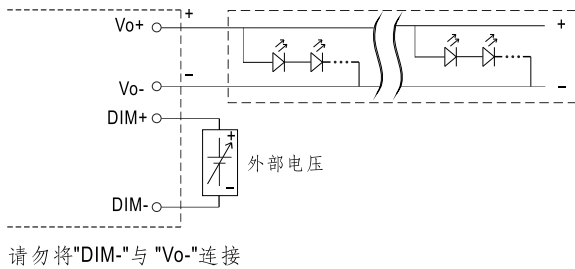 Vo+
+
+
Vo-
−
−
DIM+
+
外部电压
−
DIM-
请勿将"DIM-"与 "Vo-"连接